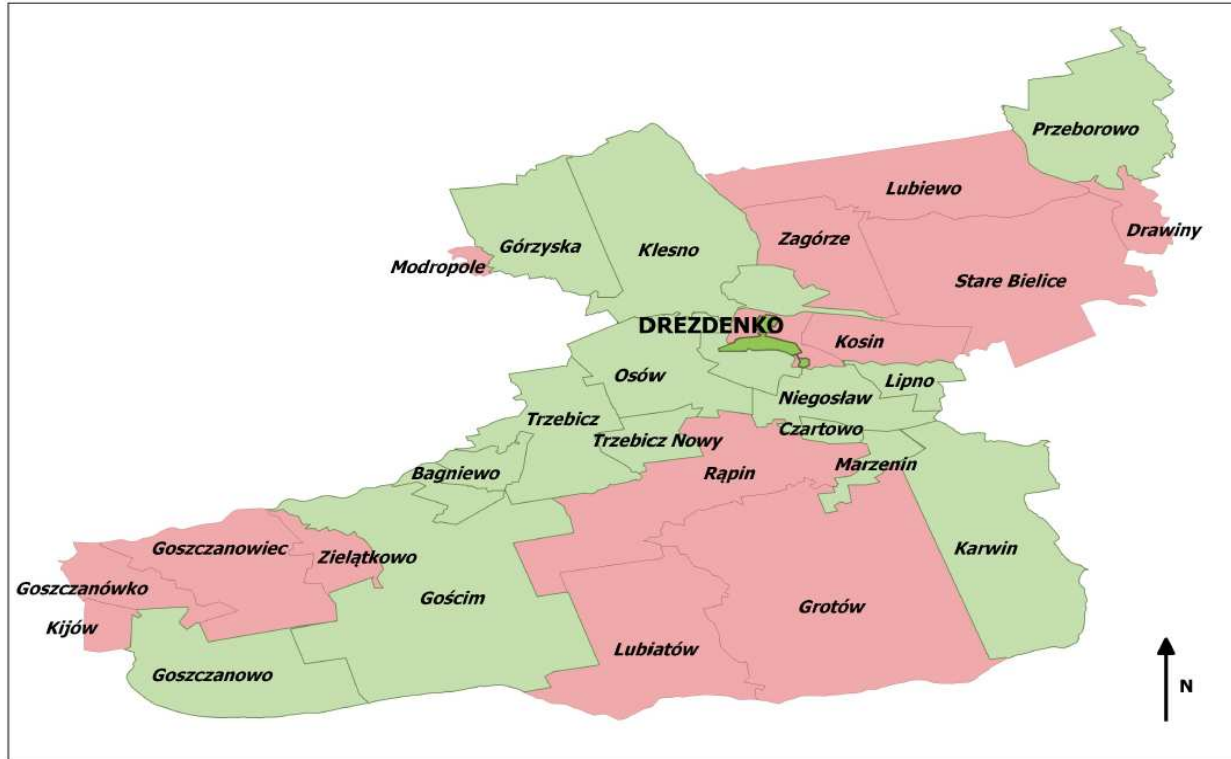 Przeborowo
Lubiewo
Drawiny
Zagórze
Górzyska
Klesno
Modropole
Stare Bielice
DREZDENKO
Kosin
Osów
Lipno
Niegosław
Trzebicz
Czartowo
Trzebicz Nowy
Marzenin
Rąpin
Bagniewo
Goszczanowiec
Zielątkowo
Karwin
Goszczanówko
Gościm
Grotów
Kijów
Lubiatów
Goszczanowo
N